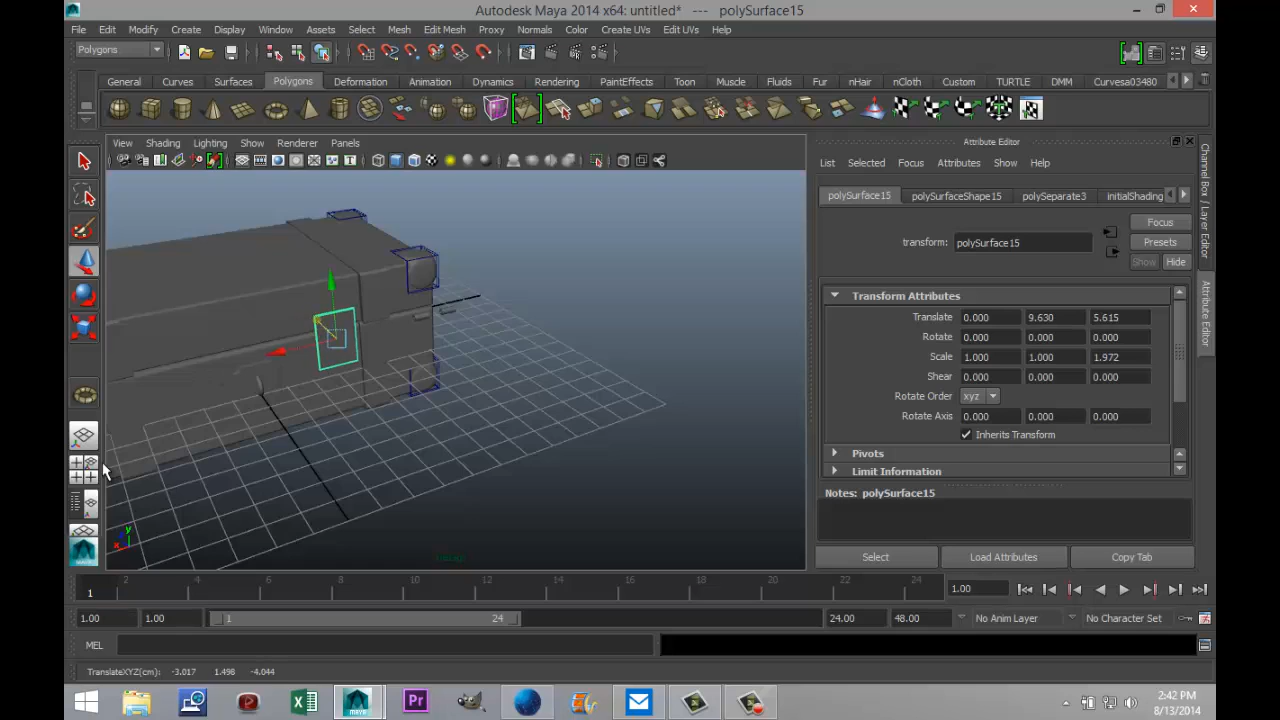 Autodesk Maya 2014 x64: untitled* --- polySurface15
File Edit Modify Create Display Window Assets Select Mesh Edit Mesh Proxy Normals Color Create UVs Edit UVs Help
Polygons
General Curves Surfaces Polygons Deformation Animation Dynamics Rendering PaintEffects Toon Muscle Fluids Fur nHair nCloth Custom TURTLE DMM Curvesa03480
View Shading Lighting Show Renderer Panels
Attribute Editor
List Selected Focus Attributes Show Help
polySurface15 polySurfaceShape15 polySeparate3 initialShading
Focus
transform: polySurface15
Presets
Show Hide
Transform Attributes
Translate 0.000 9.630 5.615
Rotate 0.000 0.000 0.000
Scale 1.000 1.000 1.972
Shear 0.000 0.000 0.000
Rotate Order xyz
Rotate Axis 0.000 0.000 0.000
Inherits Transform
Pivots
Limit Information
Notes: polySurface15
Select Load Attributes Copy Tab
Channel Box / Layer Editor
Attribute Editor
y
x
2 4 6 8 10 12 14 16 18 20 22 24
1
1.00
1.00 1.00 1 24 24.00 48.00 No Anim Layer No Character Set
MEL
TranslateXYZ(cm): -3.017 1.498 -4.044
Pr
2:42 PM
8/13/2014